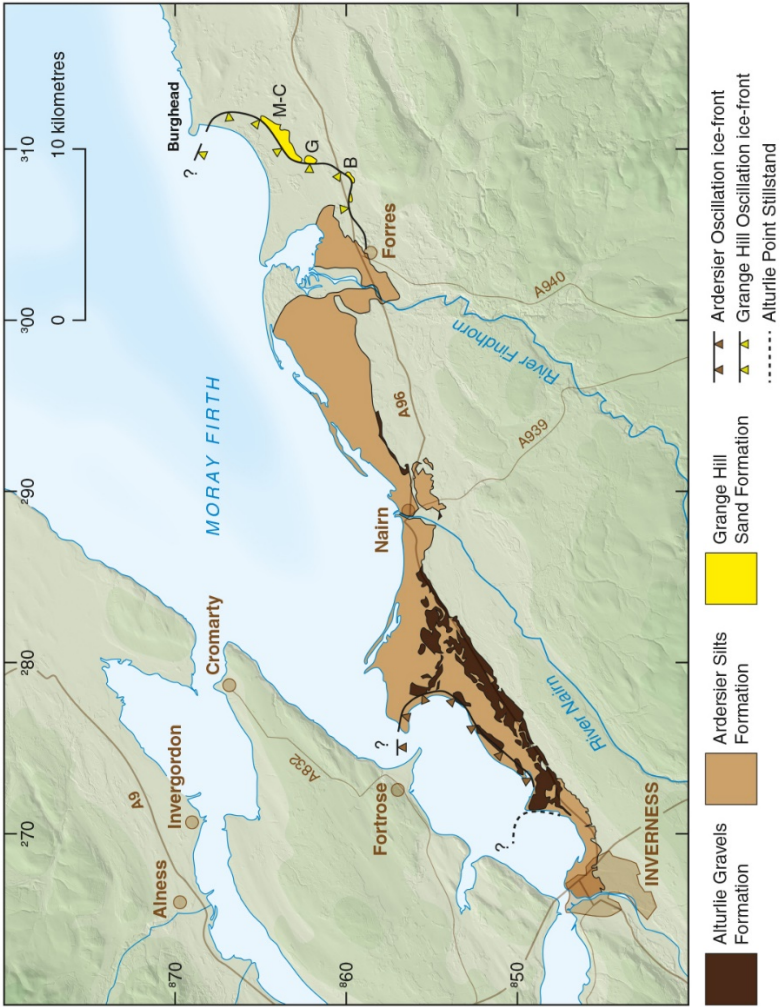 310
300
290
280
270
870
860
850
0
10 kilometres
Burghead
?
M-C
G
B
Forres
A940
River Findhorn
MORAY FIRTH
A96
A939
Nairn
Cromarty
River Nairn
?
A832
Invergordon
A9
Fortrose
Alness
?
INVERNESS
Alturlie Gravels
Formation
Ardersier Silts
Formation
Grange Hill
Sand Formation
Ardersier Oscillation ice-front
Grange Hill Oscillation ice-front
Alturlie Point Stillstand